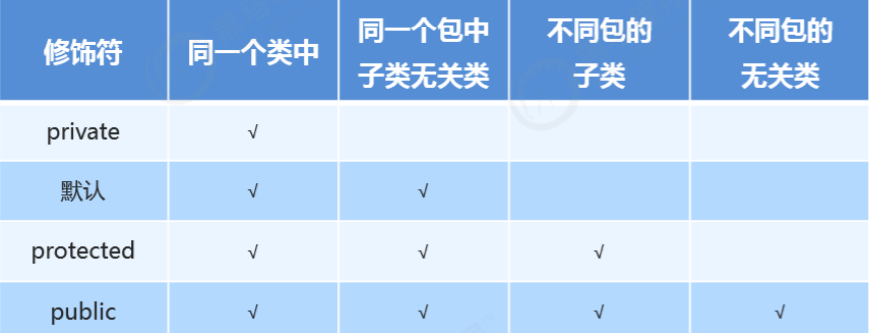 修饰符 同一个类中 同一个包中 不同包的 不同包的
子类无关类 子类 无关类
private √
默认 √ √
protected √ √ √
public √ √ √ √